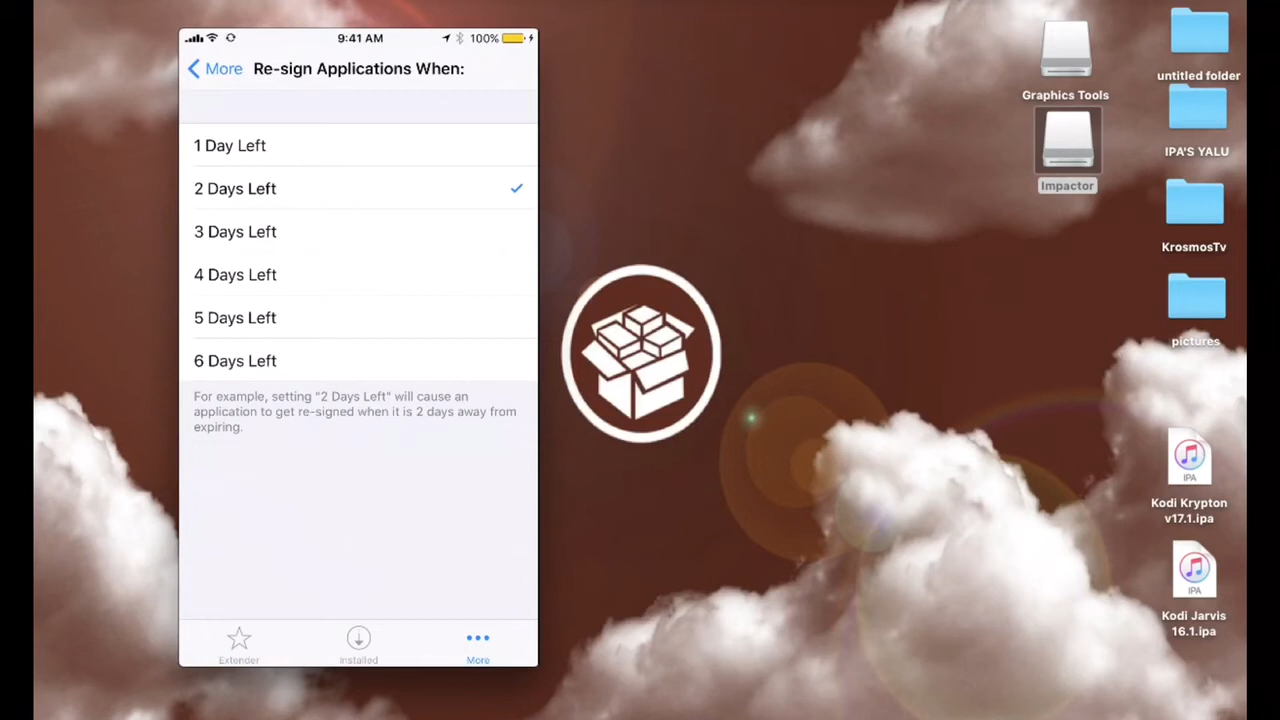 9:41 AM
100%
More
Re-sign Applications When:
1 Day Left
2 Days Left
3 Days Left
4 Days Left
5 Days Left
6 Days Left
For example, setting "2 Days Left" will cause an
application to get re-signed when it is 2 days away from
expiring.
Extender
Installed
More
Graphics Tools
Impactor
untitled folder
IPA'S YALU
KrosmosTv
pictures
IPA
Kodi Krypton
v17.1.ipa
IPA
Kodi Jarvis
16.1.ipa